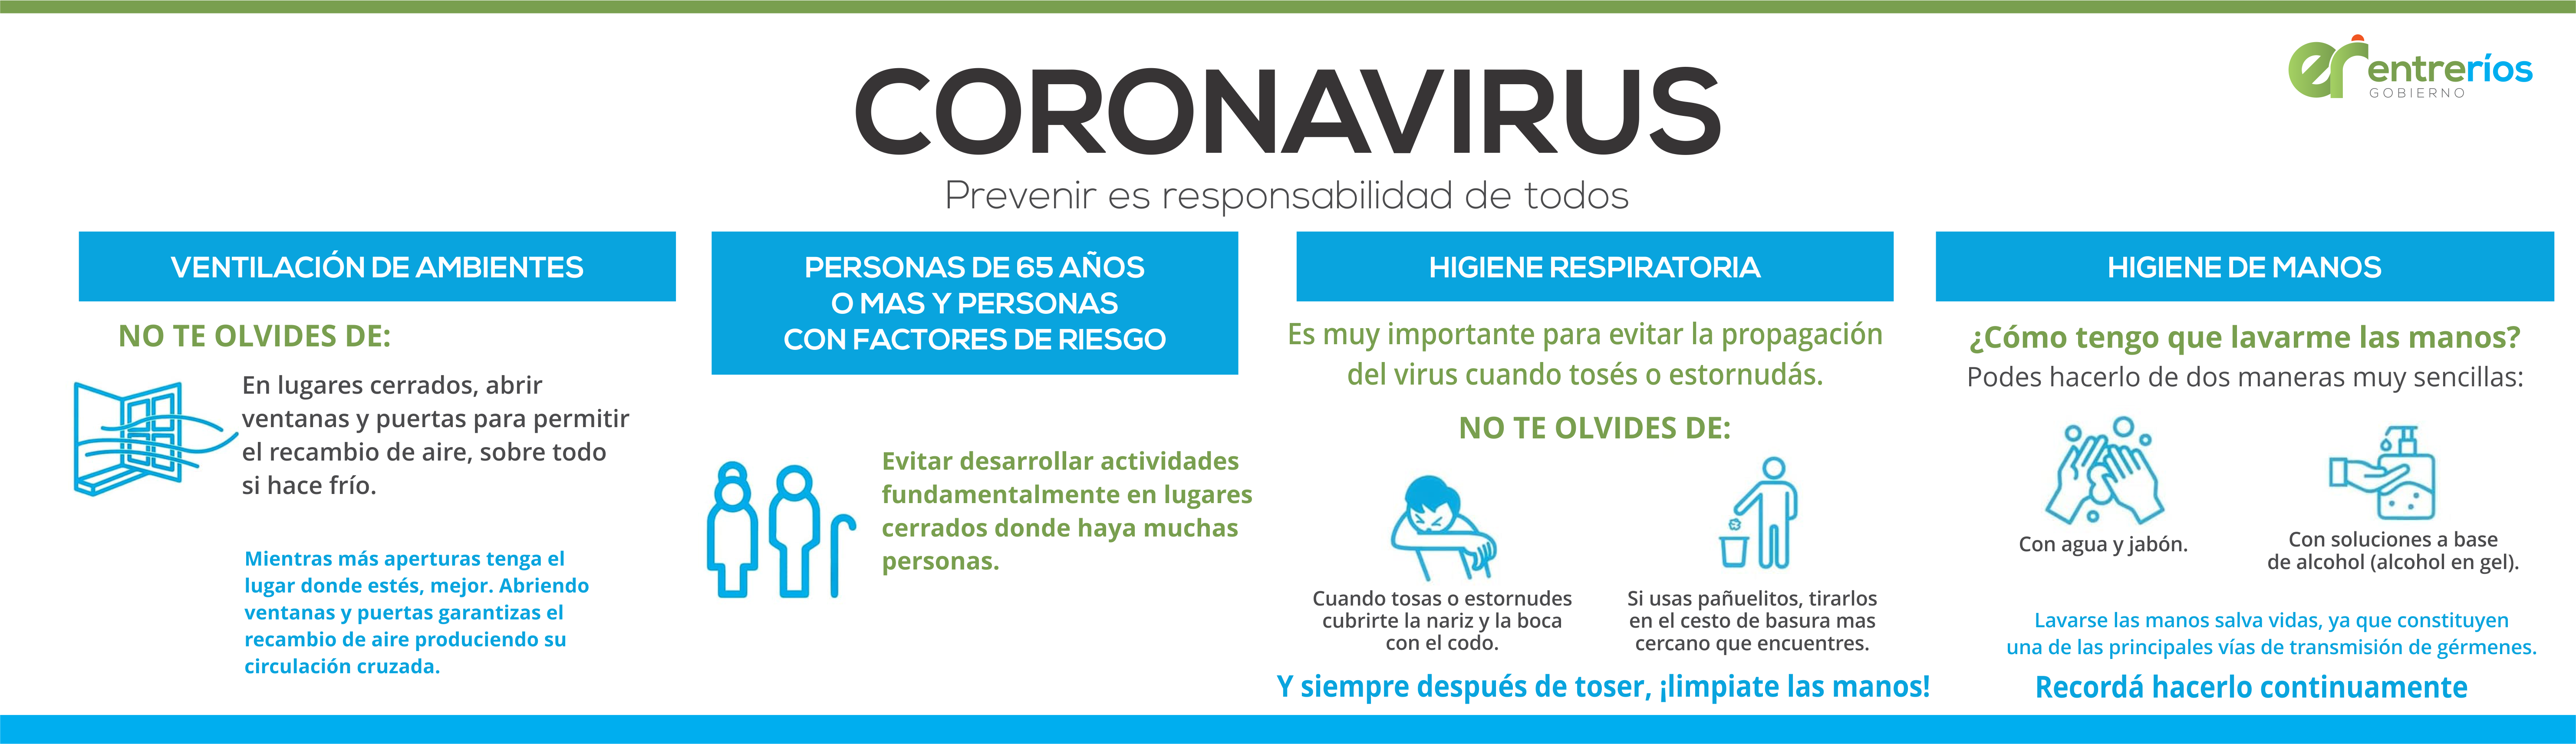 entreríos
GOBIERNO
CORONAVIRUS
Prevenir es responsabilidad de todos
VENTILACIÓN DE AMBIENTES
NO TE OLVIDES DE:
En lugares cerrados, abrir
ventanas y puertas para permitir
el recambio de aire, sobre todo
si hace frío.
Mientras más aperturas tenga el
lugar donde estés, mejor. Abriendo
ventanas y puertas garantizas el
recambio de aire produciendo su
circulación cruzada.
PERSONAS DE 65 AÑOS
O MAS Y PERSONAS
CON FACTORES DE RIESGO
Evitar desarrollar actividades
fundamentalmente en lugares
cerrados donde haya muchas
personas.
HIGIENE RESPIRATORIA
Es muy importante para evitar la propagación
del virus cuando tosés o estornudás.
NO TE OLVIDES DE:
Cuando tosas o estornudes
cubrirte la nariz y la boca
con el codo.
Si usas pañuelitos, tirarlos
en el cesto de basura mas
cercano que encuentres.
Y siempre después de toser, ¡limpiate las manos!
HIGIENE DE MANOS
¿Cómo tengo que lavarme las manos?
Podes hacerlo de dos maneras muy sencillas:
Con agua y jabón.
Con soluciones a base
de alcohol (alcohol en gel).
Lavarse las manos salva vidas, ya que constituyen
una de las principales vías de transmisión de gérmenes.
Recordá hacerlo continuamente